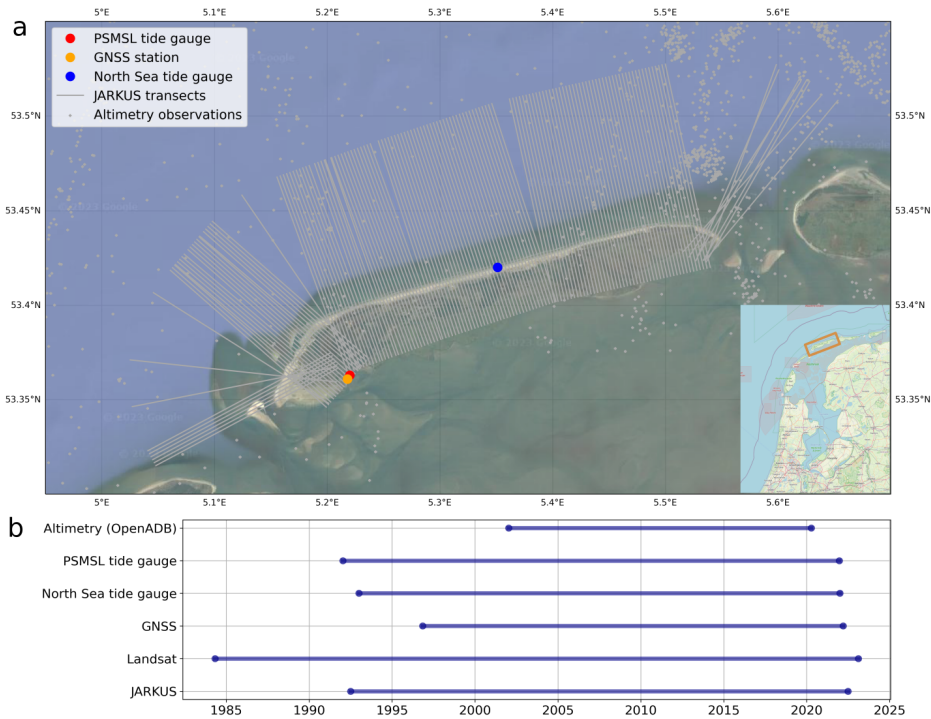 a
5°E 5.1°E 5.2°E 5.3°E 5.4°E 5.5°E 5.6°E
PSMSL tide gauge
GNSS station
North Sea tide gauge
JARKUS transects
Altimetry observations
53.5°N 53.5°N
53.45°N 53.45°N
53.4°N 53.4°N
53.35°N 53.35°N
5°E 5.1°E 5.2°E 5.3°E 5.4°E 5.5°E 5.6°E
b
Altimetry (OpenADB)
PSMSL tide gauge
North Sea tide gauge
GNSS
Landsat
JARKUS
1985 1990 1995 2000 2005 2010 2015 2020 2025